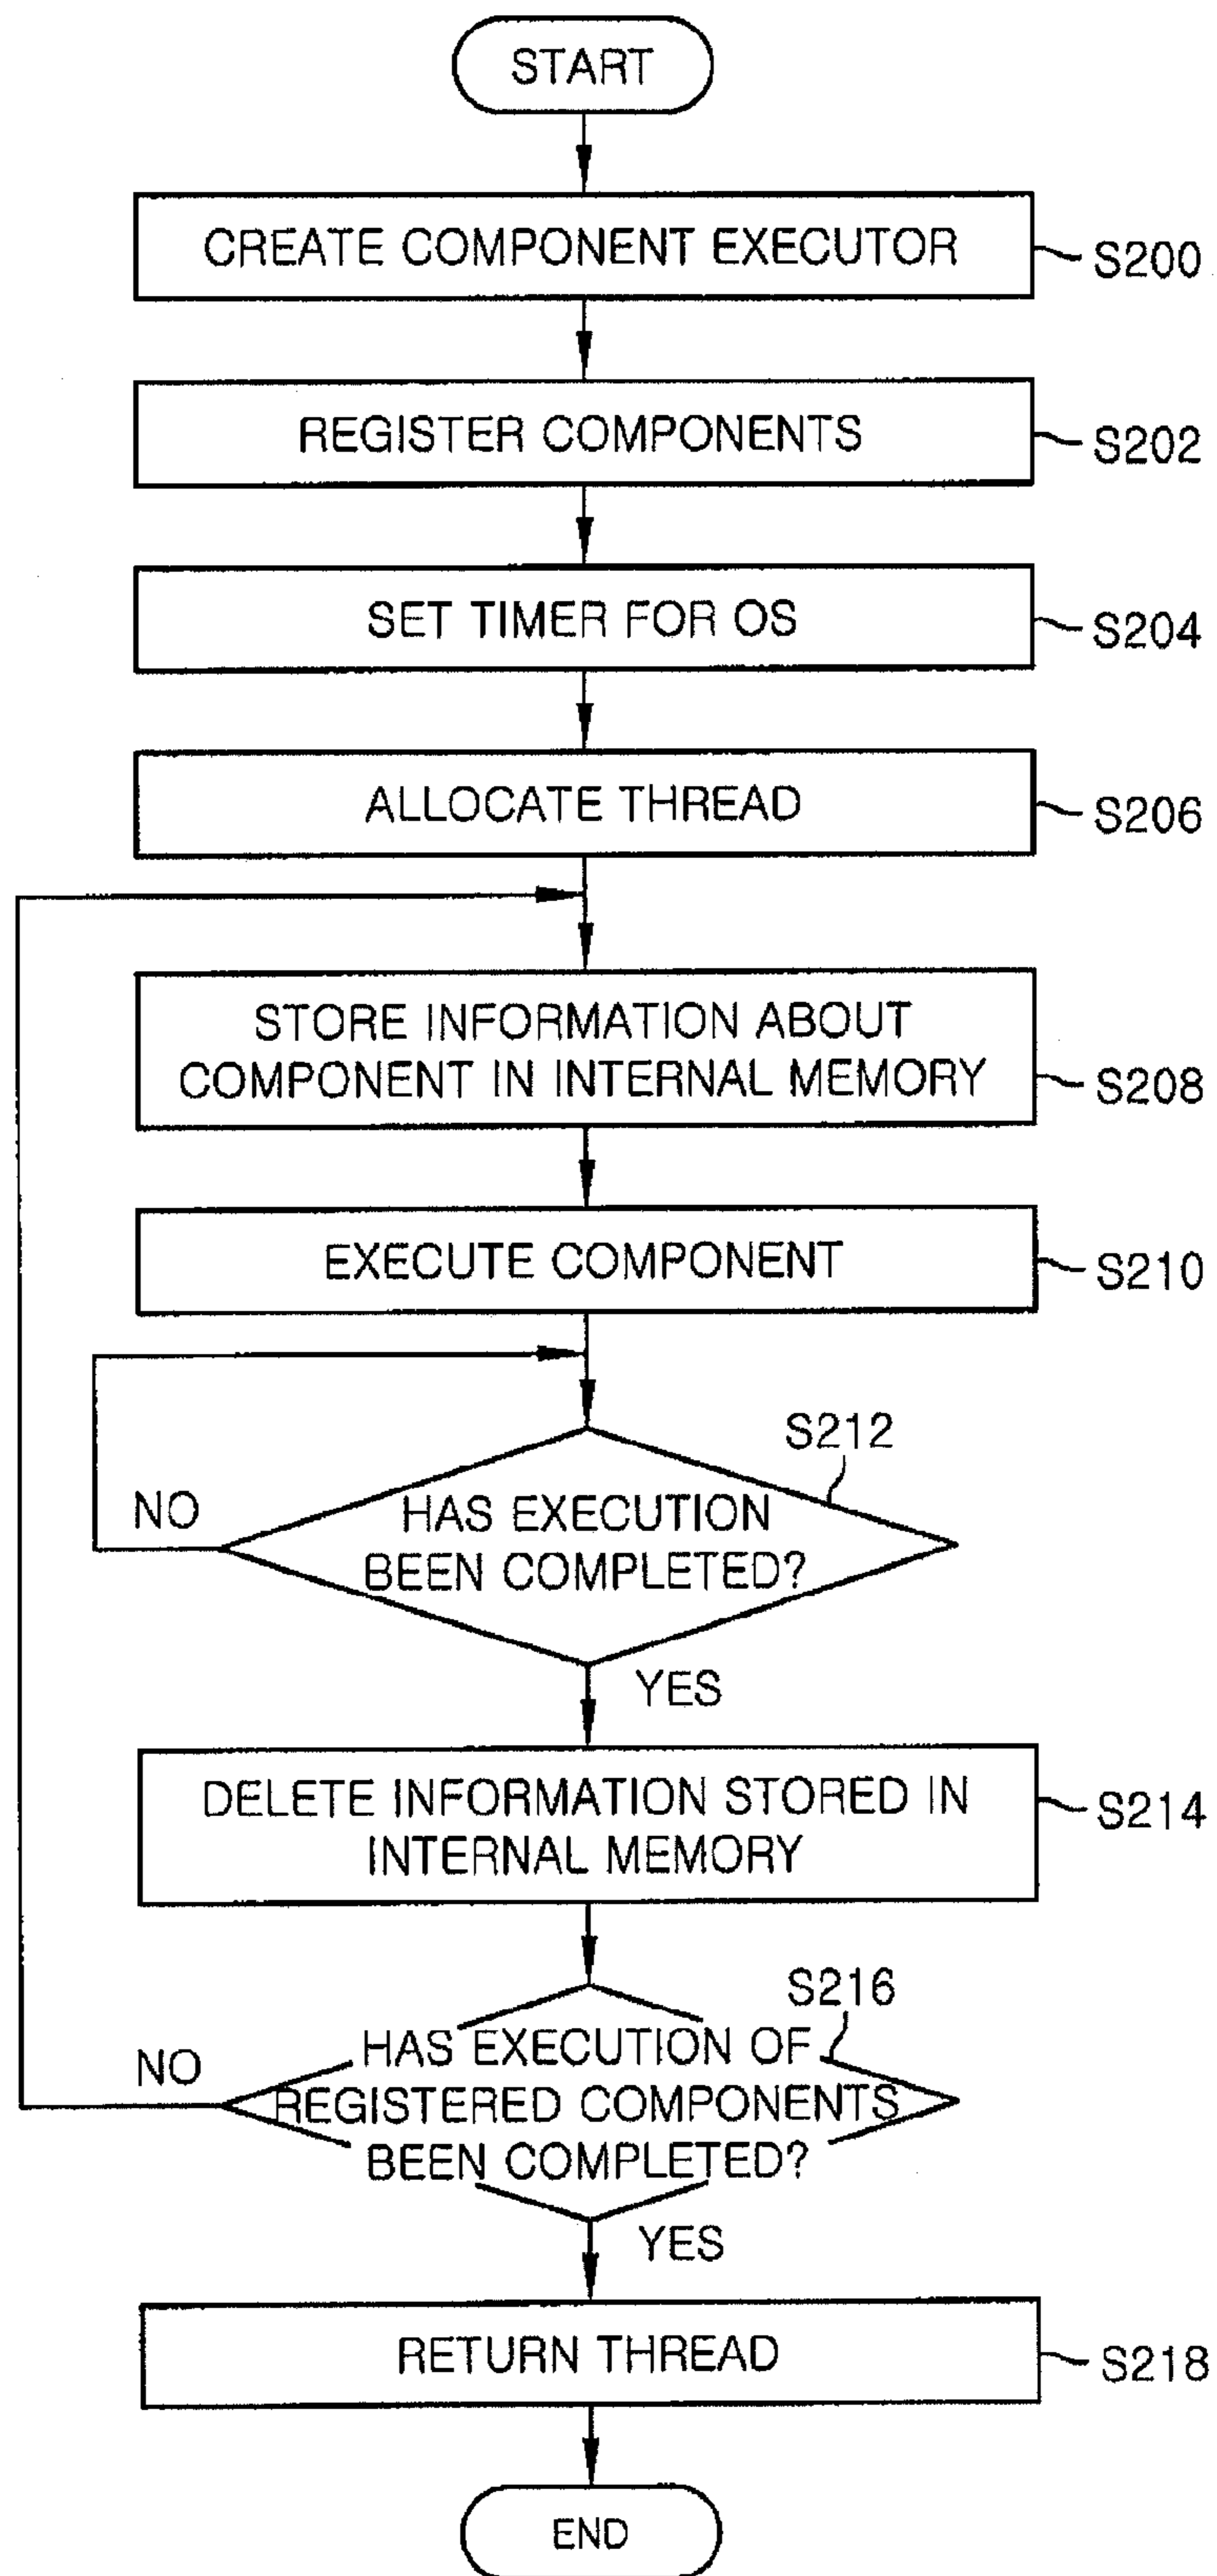 START
CREATE COMPONENT EXECUTOR
S200
REGISTER COMPONENTS
S202
SET TIMER FOR OS
S204
ALLOCATE THREAD
S206
STORE INFORMATION ABOUT
COMPONENT IN INTERNAL MEMORY
S208
EXECUTE COMPONENT
S210
S212
HAS EXECUTION
BEEN COMPLETED?
NO
YES
DELETE INFORMATION STORED IN
INTERNAL MEMORY
S214
S216
HAS EXECUTION OF
REGISTERED COMPONENTS
BEEN COMPLETED?
NO
YES
RETURN THREAD
S218
END